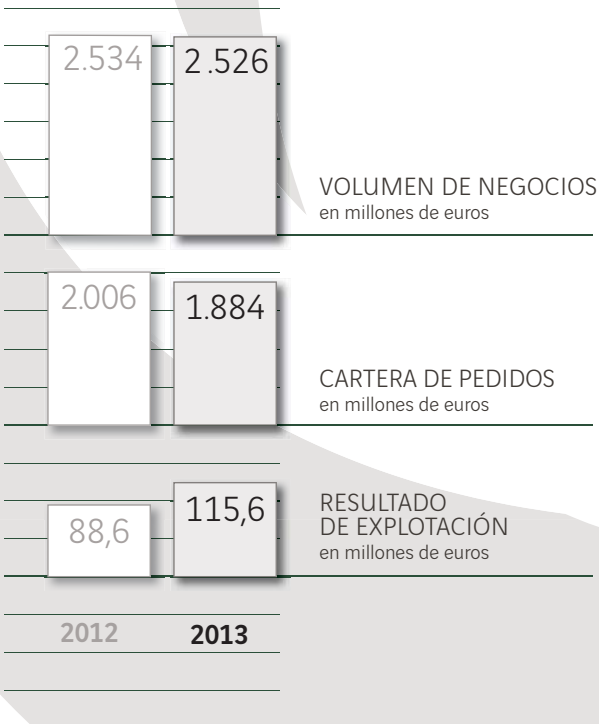 2.534
2.526
VOLUMEN DE NEGOCIOS
en millones de euros
2.006
1.884
CARTERA DE PEDIDOS
en millones de euros
88,6
115,6
RESULTADO
DE EXPLOTACIÓN
en millones de euros
2012
2013